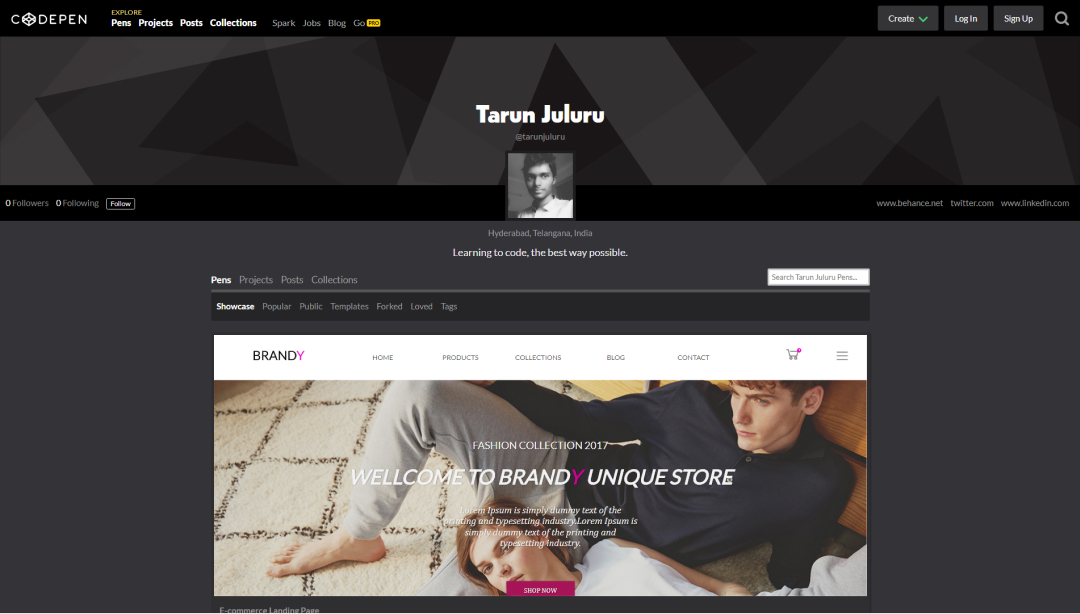 CODEPEN
EXPLORE
Pens Projects Posts Collections Spark Jobs Blog Go PRO
Create Log In Sign Up
Tarun Juluru
@tarunjuluru
0 Followers 0 Following Follow
www.behance.net twitter.com www.linkedin.com
Hyderabad, Telangana, India
Learning to code, the best way possible.
Pens Projects Posts Collections
Search Tarun Juluru Pens...
Showcase Popular Public Templates Forked Loved Tags
BRANDY HOME PRODUCTS COLLECTIONS BLOG CONTACT
FASHION COLLECTION 2017
WELLCOME TO BRANDY UNIQUE STORE
Lorem Ipsum is simply dummy text of the
printing and typesetting industry.Lorem Ipsum is
simply dummy text of the printing and
typesetting industry.
SHOP NOW
E-commerce Landing Page